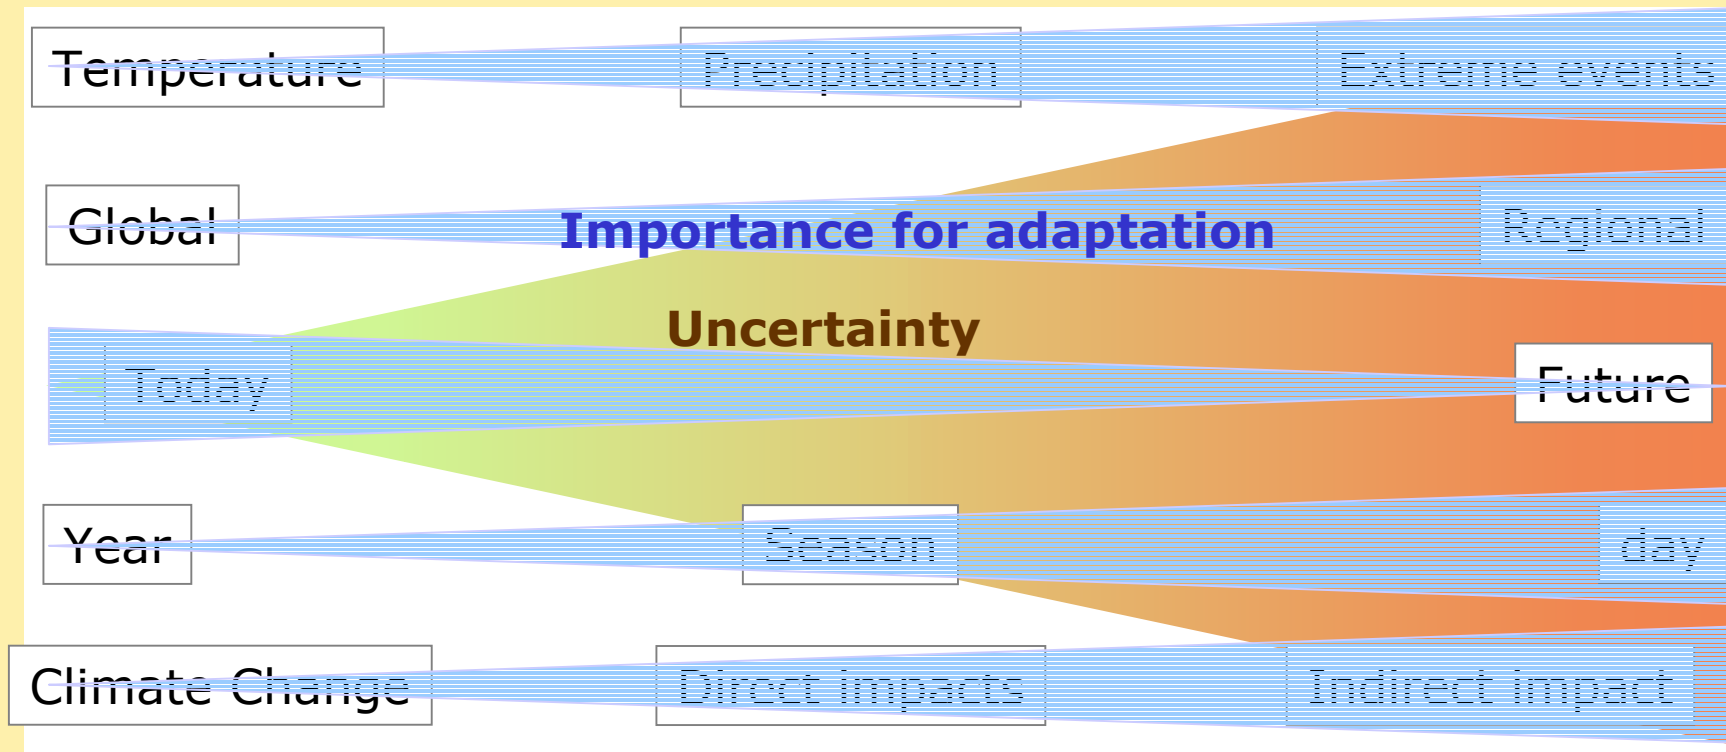 Temperature Precipitation Extreme events
Global Regional
Importance for adaptation
Uncertainty
Today Future
Year Season day
Climate Change Direct impacts Indirect impact